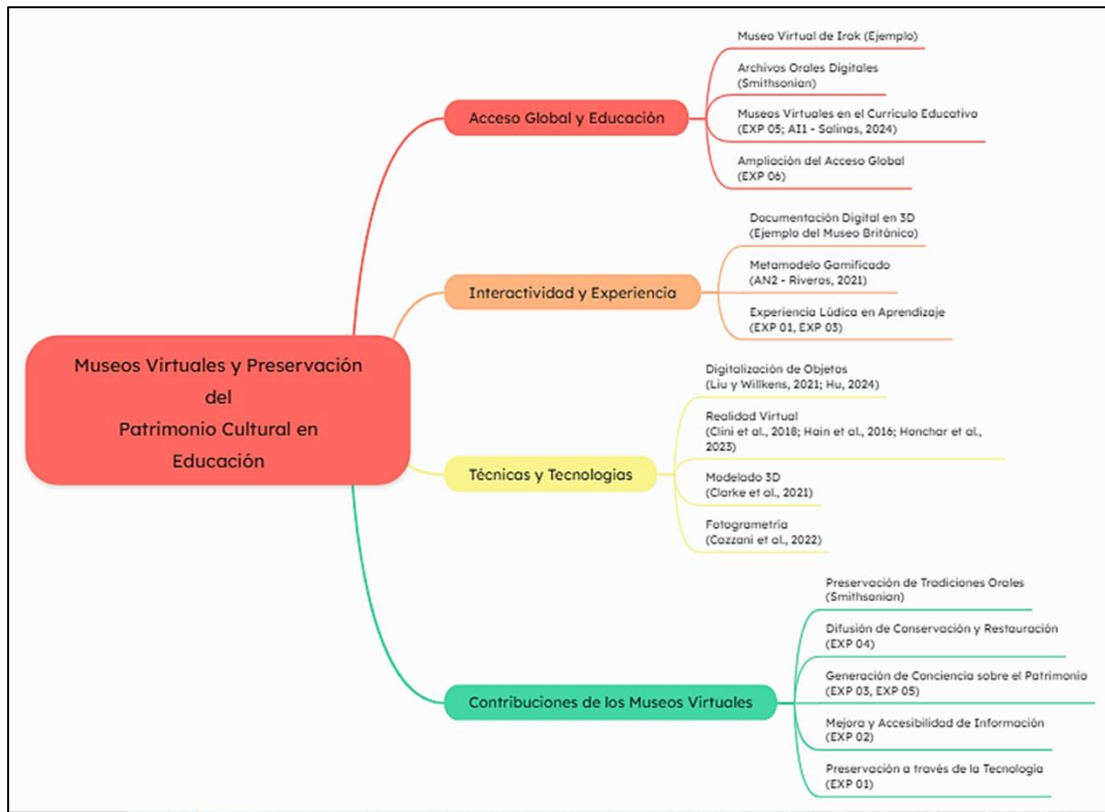 Museos Virtuales y Preservación
del
Patrimonio Cultural en
Educación
Acceso Global y Educación
Museo Virtual de Irak (Ejemplo)
Archivos Orales Digitales
(Smithsonian)
Museos Virtuales en el Currículo Educativo
(EXP 05; AI1 - Salinas, 2024)
Ampliación del Acceso Global
(EXP 06)
Interactividad y Experiencia
Documentación Digital en 3D
(Ejemplo del Museo Británico)
Metamodelo Gamificado
(AN2 - Riveros, 2021)
Experiencia Lúdica en Aprendizaje
(EXP 01, EXP 03)
Técnicas y Tecnologías
Digitalización de Objetos
(Liu y Willkens, 2021; Hu, 2024)
Realidad Virtual
(Clini et al., 2018; Hain et al., 2016; Honchar et al.,
2023)
Modelado 3D
(Clarke et al., 2021)
Fotogrametría
(Cazzani et al., 2022)
Contribuciones de los Museos Virtuales
Preservación de Tradiciones Orales
(Smithsonian)
Difusión de Conservación y Restauración
(EXP 04)
Generación de Conciencia sobre el Patrimonio
(EXP 03, EXP 05)
Mejora y Accesibilidad de Información
(EXP 02)
Preservación a través de la Tecnología
(EXP 01)